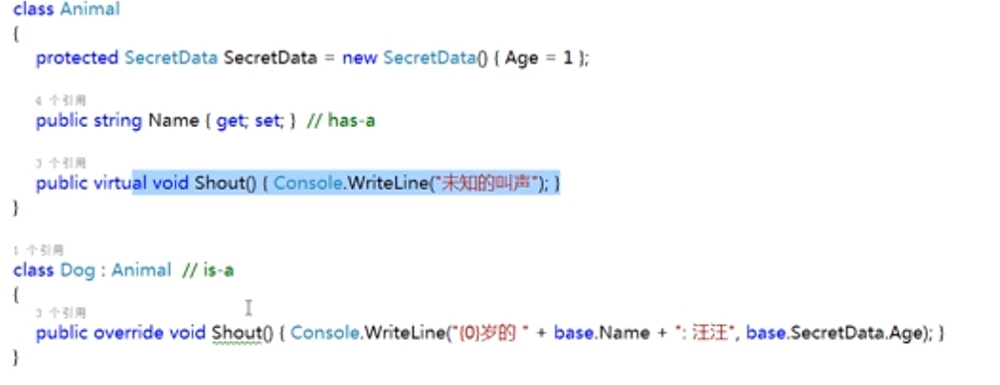 class Animal
{
protected SecretData SecretData = new SecretData() { Age = 1 };
4 个引用
public string Name { get; set; } // has-a
3 个引用
public virtual void Shout() { Console.WriteLine("未知的叫声"); }
}
1 个引用
class Dog : Animal // is-a
{
3 个引用
public override void Shout() { Console.WriteLine("{0}岁的 " + base.Name + ": 汪汪", base.SecretData.Age); }
}